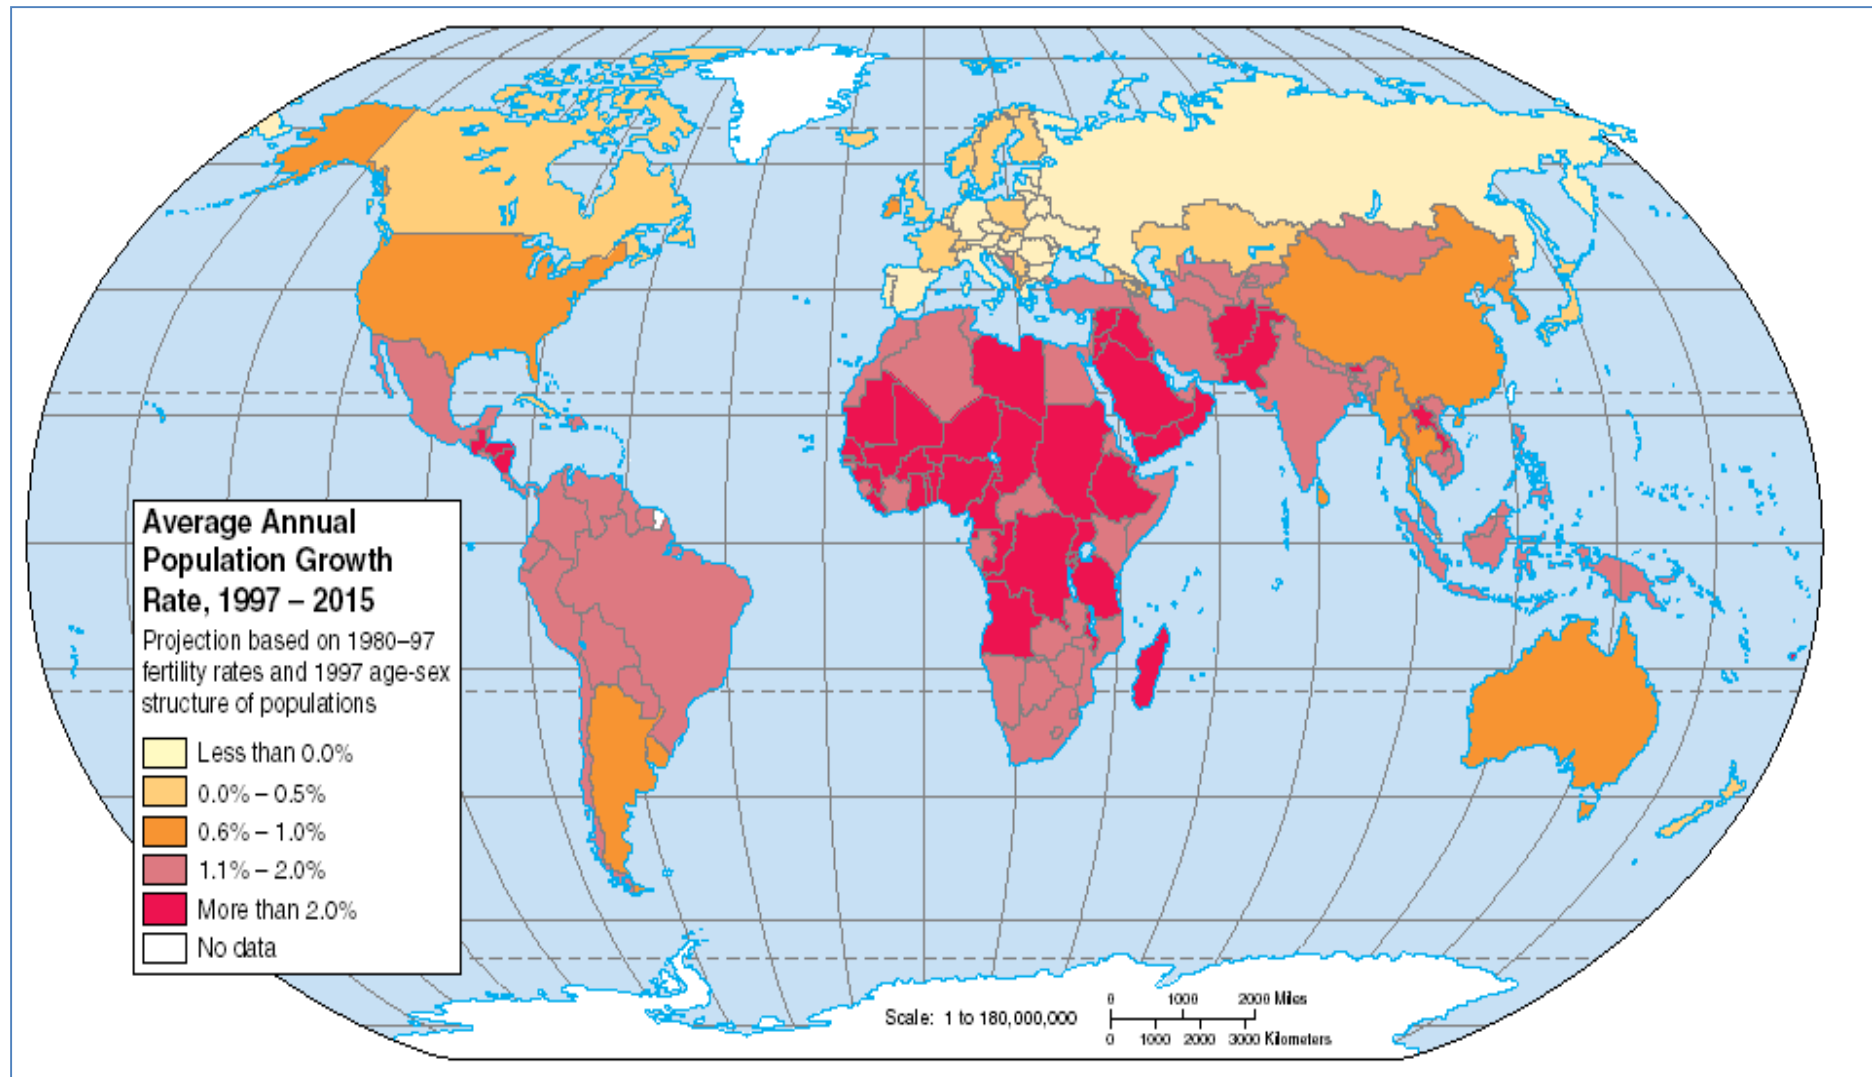 Average Annual
Population Growth
Rate, 1997 – 2015
Projection based on 1980–97
fertility rates and 1997 age-sex
structure of populations
Less than 0.0%
0.0% – 0.5%
0.6% – 1.0%
1.1% – 2.0%
More than 2.0%
No data
Scale: 1 to 180,000,000
0 1000 2000 Miles
0 1000 2000 3000 Kilometers